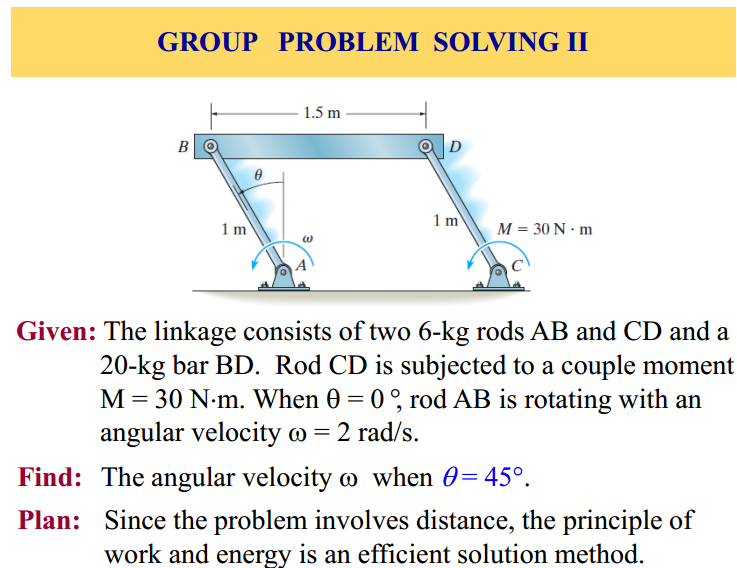 GROUP PROBLEM SOLVING II
1.5 m
B
D
θ
1 m
1 m
M = 30 N · m
ω
A
C
Given: The linkage consists of two 6-kg rods AB and CD and a
20-kg bar BD. Rod CD is subjected to a couple moment
M = 30 N·m. When θ = 0°, rod AB is rotating with an
angular velocity ω = 2 rad/s.
Find: The angular velocity ω when θ = 45°.
Plan: Since the problem involves distance, the principle of
work and energy is an efficient solution method.